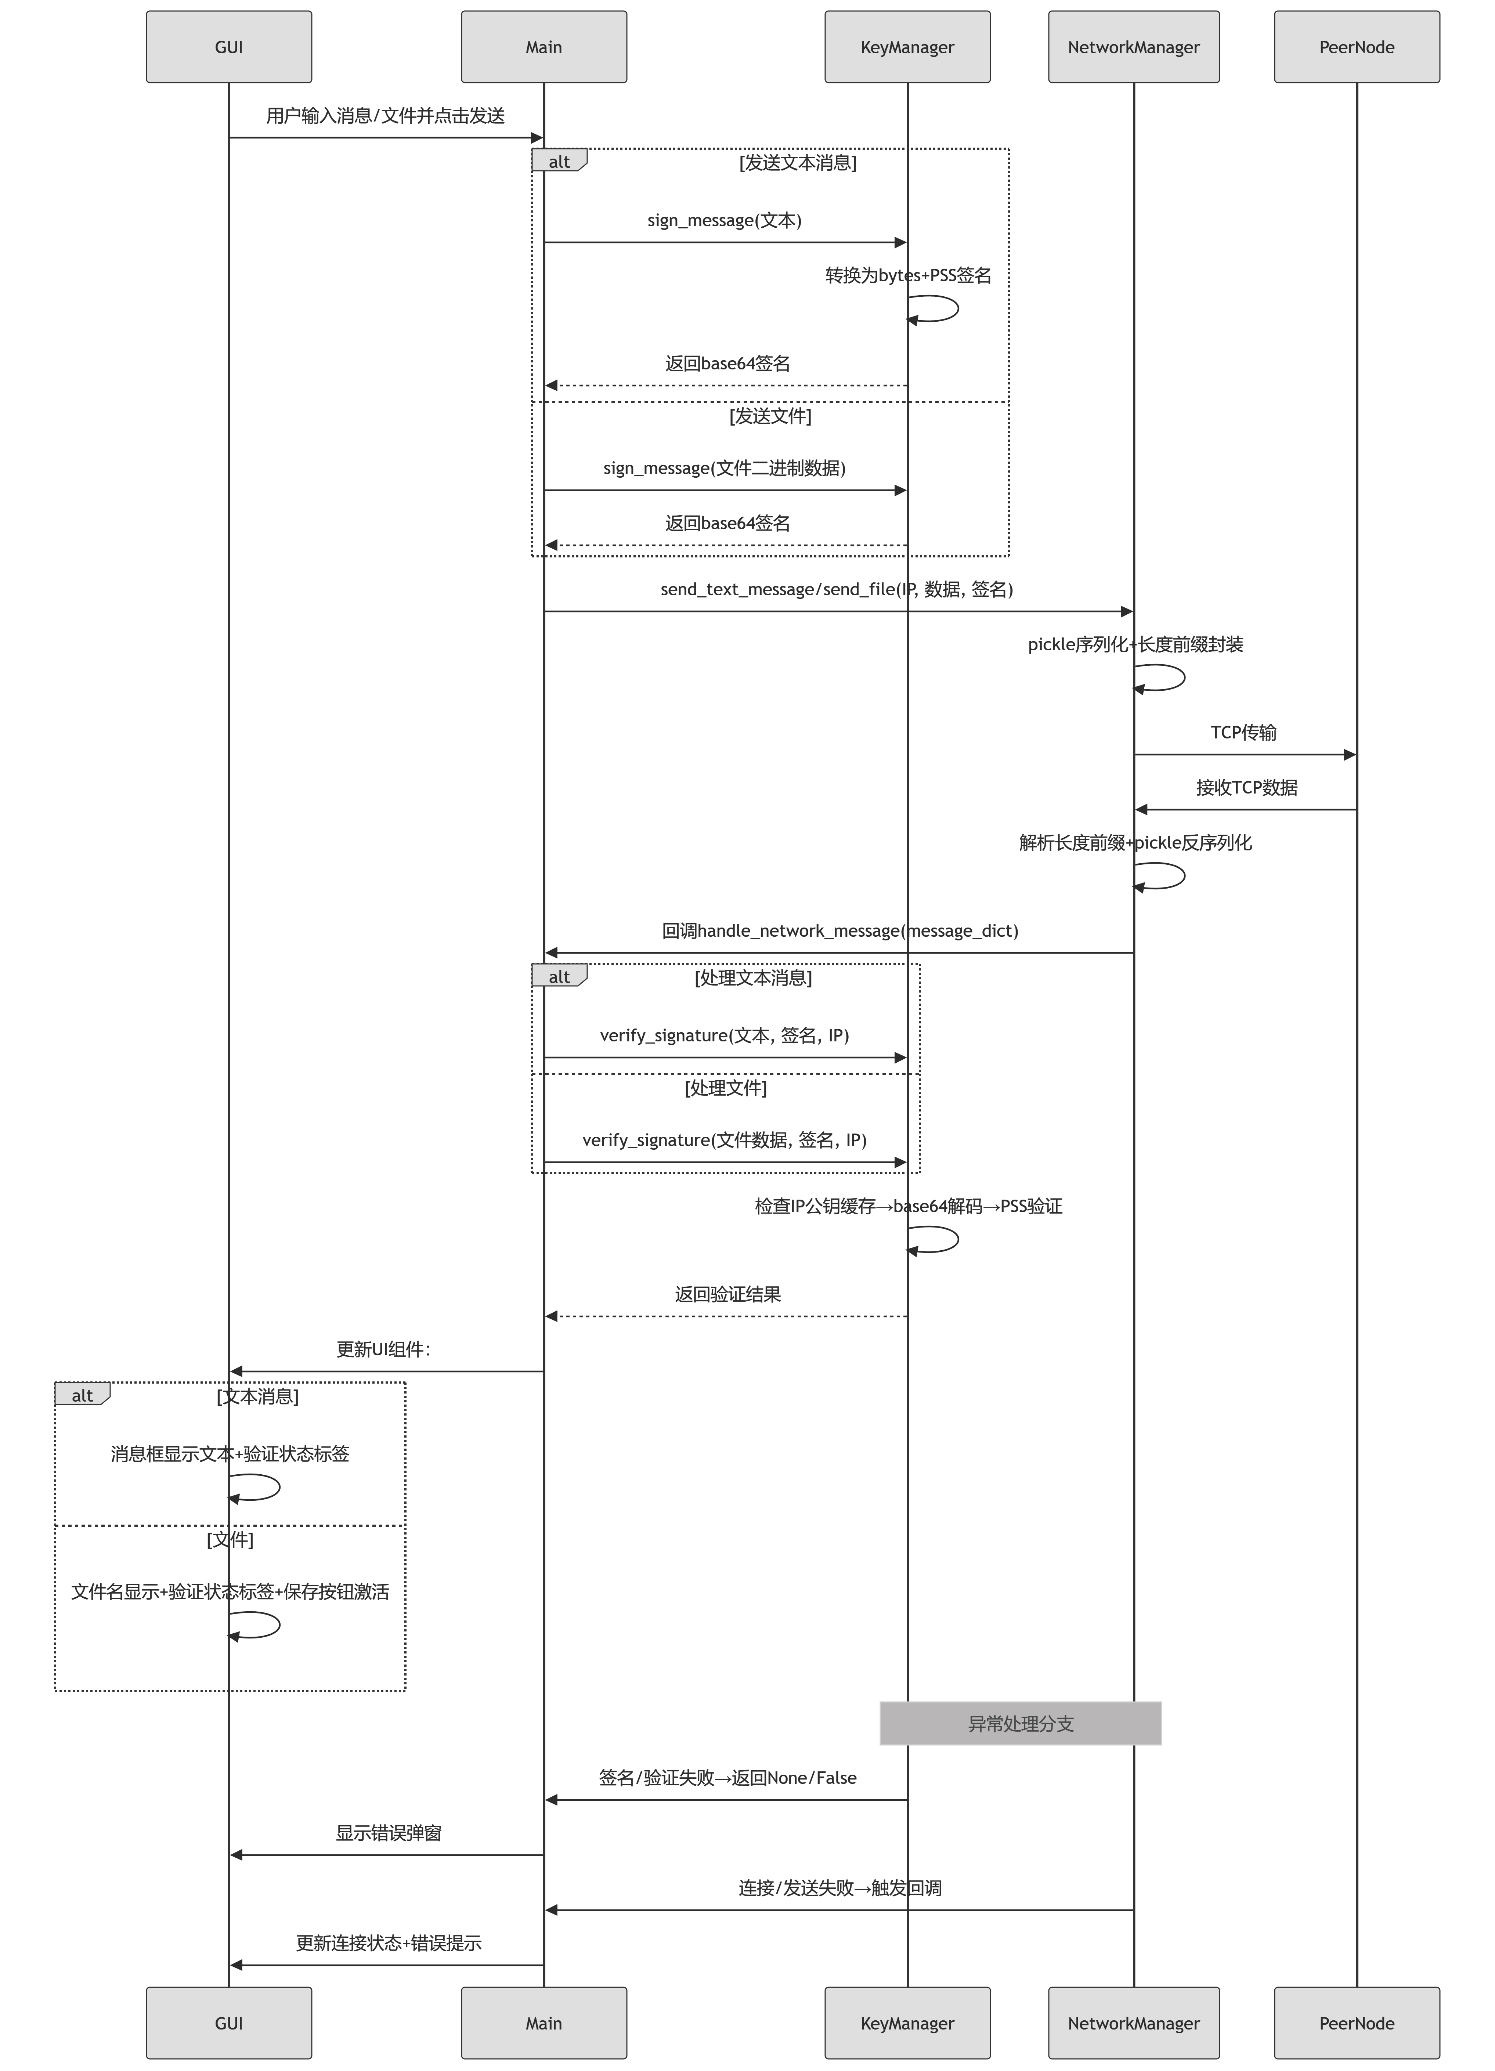 GUI
Main
KeyManager
NetworkManager
PeerNode
用户输入消息/文件并点击发送
alt
[发送文本消息]
sign_message(文本)
转换为bytes+PSS签名
返回base64签名
[发送文件]
sign_message(文件二进制数据)
返回base64签名
send_text_message/send_file(IP, 数据, 签名)
pickle序列化+长度前缀封装
TCP传输
接收TCP数据
解析长度前缀+pickle反序列化
回调handle_network_message(message_dict)
alt
[处理文本消息]
verify_signature(文本, 签名, IP)
[处理文件]
verify_signature(文件数据, 签名, IP)
检查IP公钥缓存→base64解码→PSS验证
返回验证结果
更新UI组件：
alt
[文本消息]
消息框显示文本+验证状态标签
[文件]
文件名显示+验证状态标签+保存按钮激活
异常处理分支
签名/验证失败→返回None/False
显示错误弹窗
连接/发送失败→触发回调
更新连接状态+错误提示
GUI
Main
KeyManager
NetworkManager
PeerNode